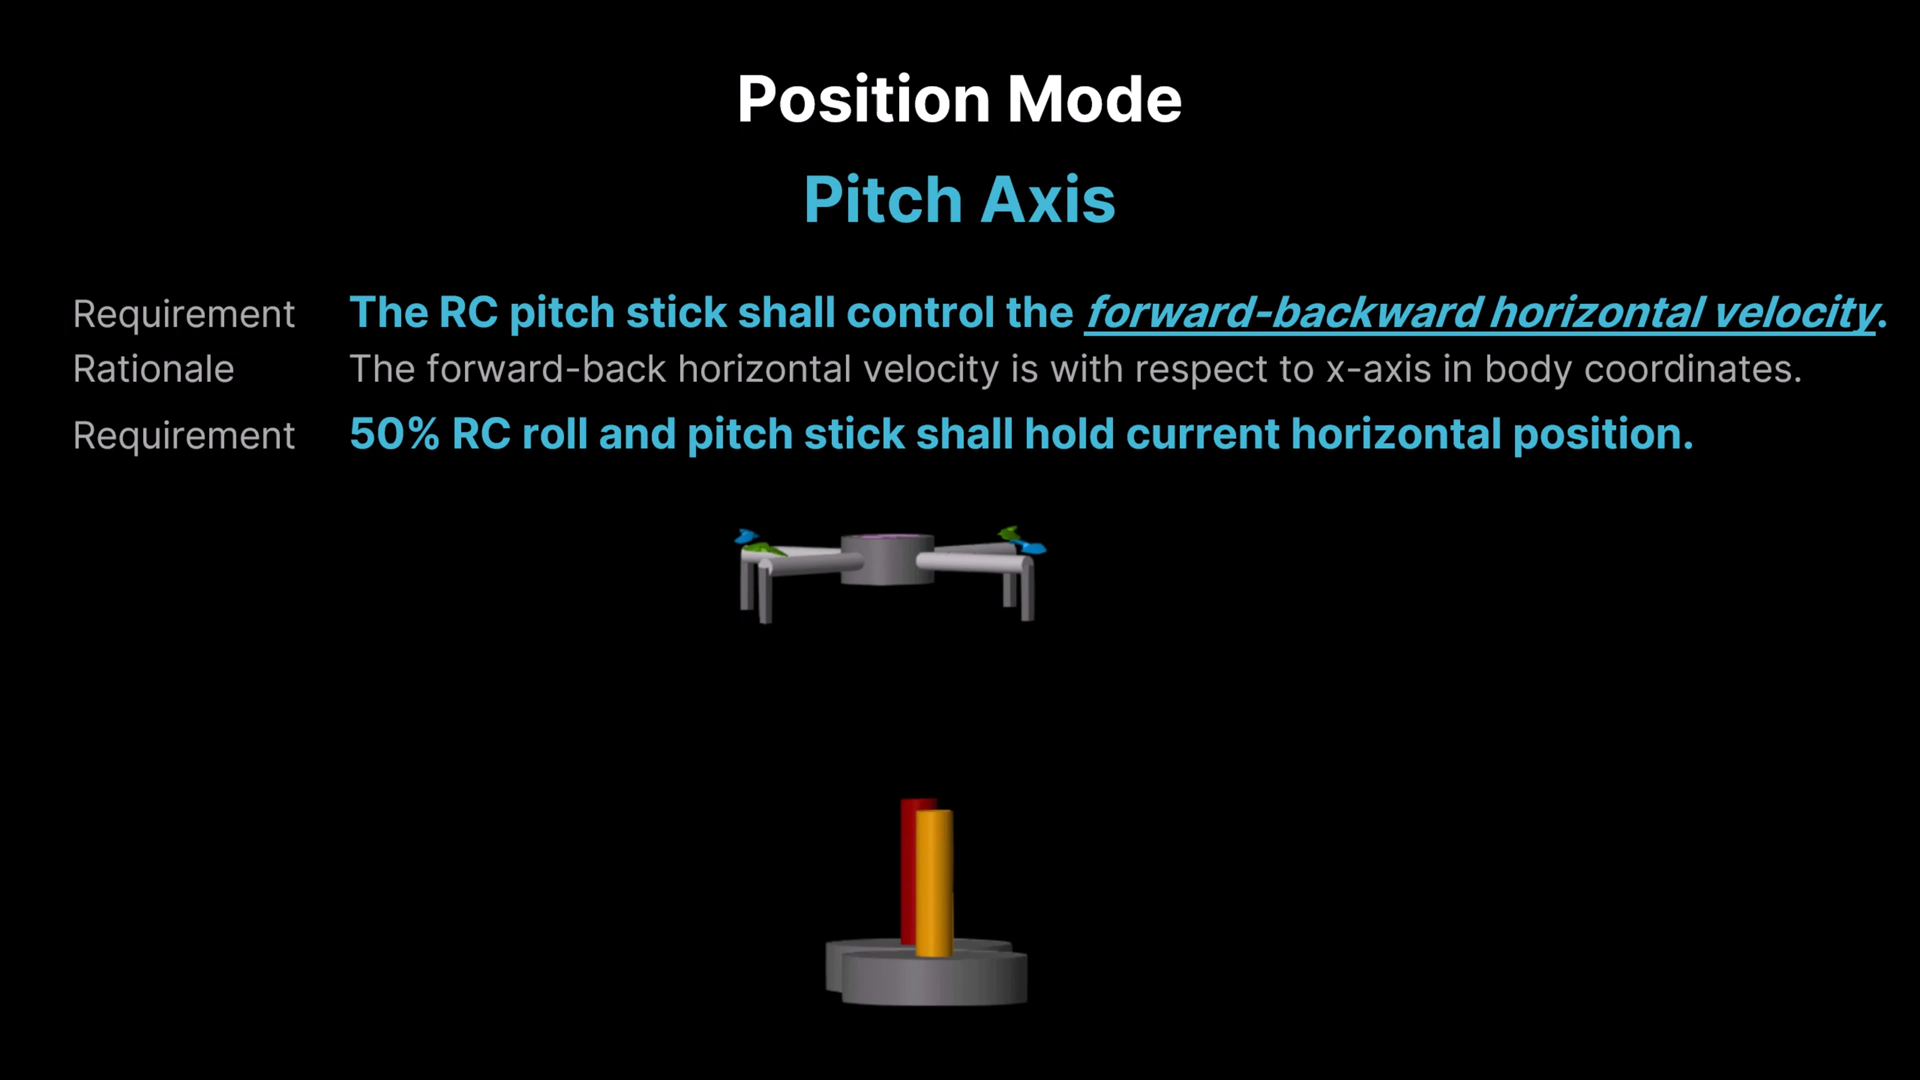 Position Mode
Pitch Axis
Requirement The RC pitch stick shall control the forward-backward horizontal velocity.
Rationale The forward-back horizontal velocity is with respect to x-axis in body coordinates.
Requirement 50% RC roll and pitch stick shall hold current horizontal position.